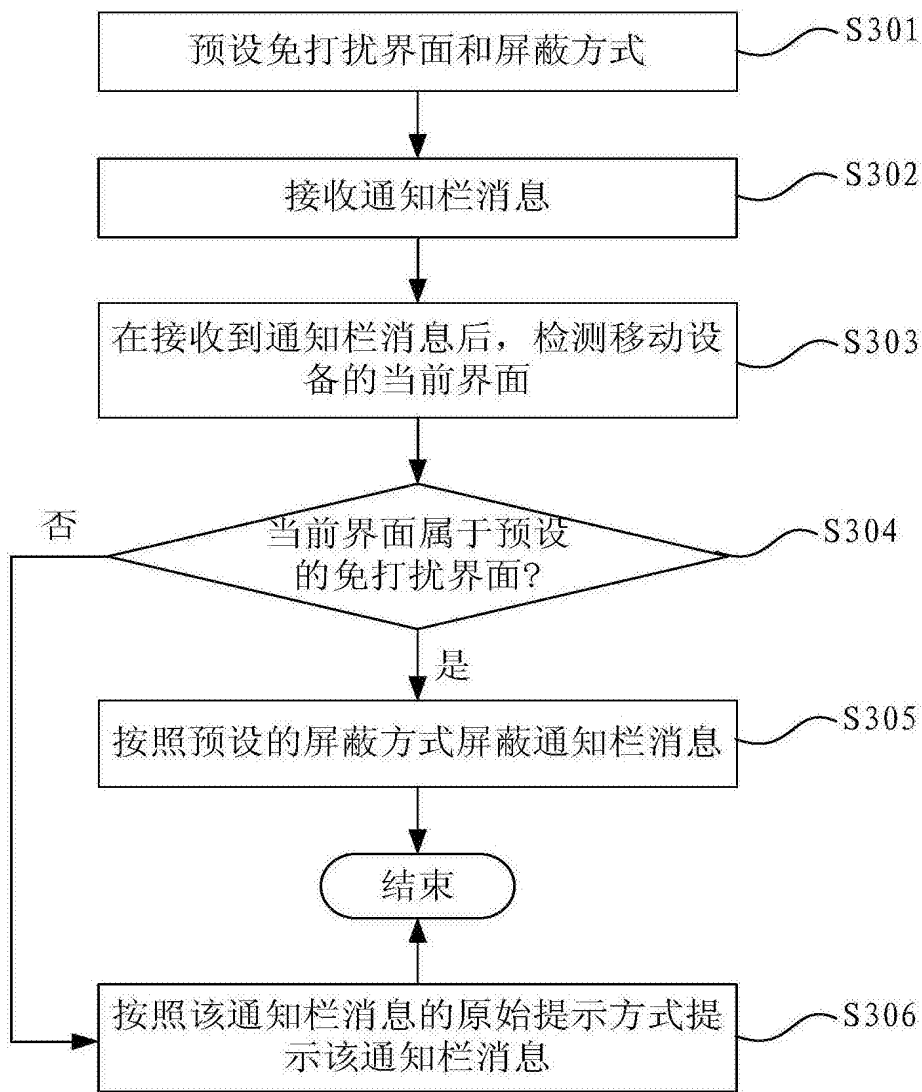 预设免打扰界面和屏蔽方式
S301
接收通知栏消息
S302
在接收到通知栏消息后，检测移动设
备的当前界面
S303
当前界面属于预设
的免打扰界面?
S304
否
是
按照预设的屏蔽方式屏蔽通知栏消息
S305
结束
按照该通知栏消息的原始提示方式提
示该通知栏消息
S306